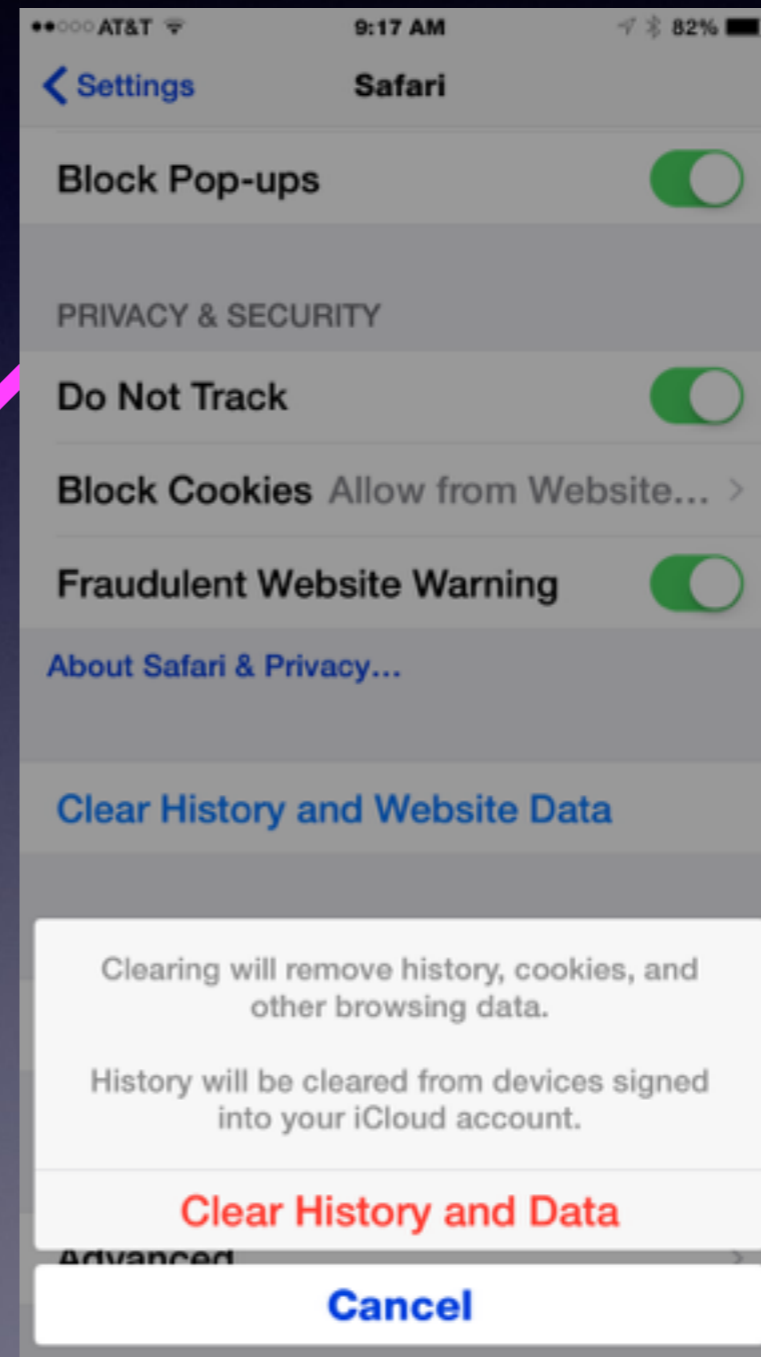 AT&T 9:17 AM 82%
Settings Safari
Block Pop-ups
PRIVACY & SECURITY
Do Not Track
Block Cookies Allow from Website... >
Fraudulent Website Warning
About Safari & Privacy...
Clear History and Website Data
Clearing will remove history, cookies, and
other browsing data.
History will be cleared from devices signed
into your iCloud account.
Clear History and Data
Advanced
Cancel